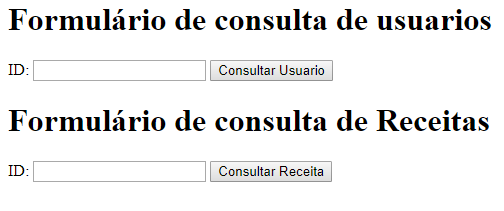 Formulário de consulta de usuarios
ID: Consultar Usuario
Formulário de consulta de Receitas
ID: Consultar Receita